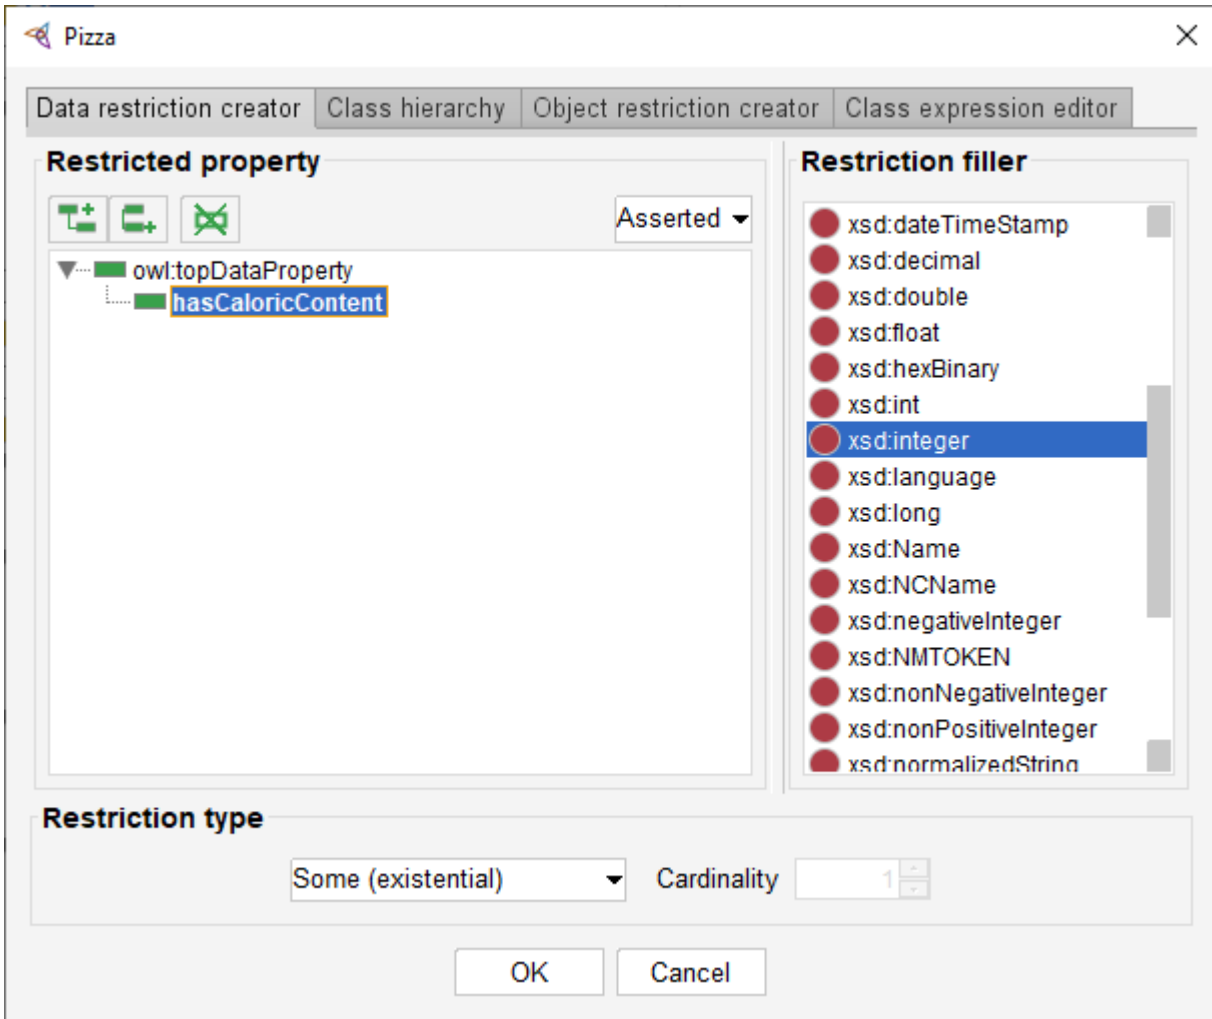 Pizza
Data restriction creator
Class hierarchy
Object restriction creator
Class expression editor
Restricted property
Asserted
owl:topDataProperty
hasCaloricContent
Restriction filler
xsd:dateTimeStamp
xsd:decimal
xsd:double
xsd:float
xsd:hexBinary
xsd:int
xsd:integer
xsd:language
xsd:long
xsd:Name
xsd:NCName
xsd:negativeInteger
xsd:NMTOKEN
xsd:nonNegativeInteger
xsd:nonPositiveInteger
xsd:normalizedString
Restriction type
Some (existential)
Cardinality
1
OK
Cancel